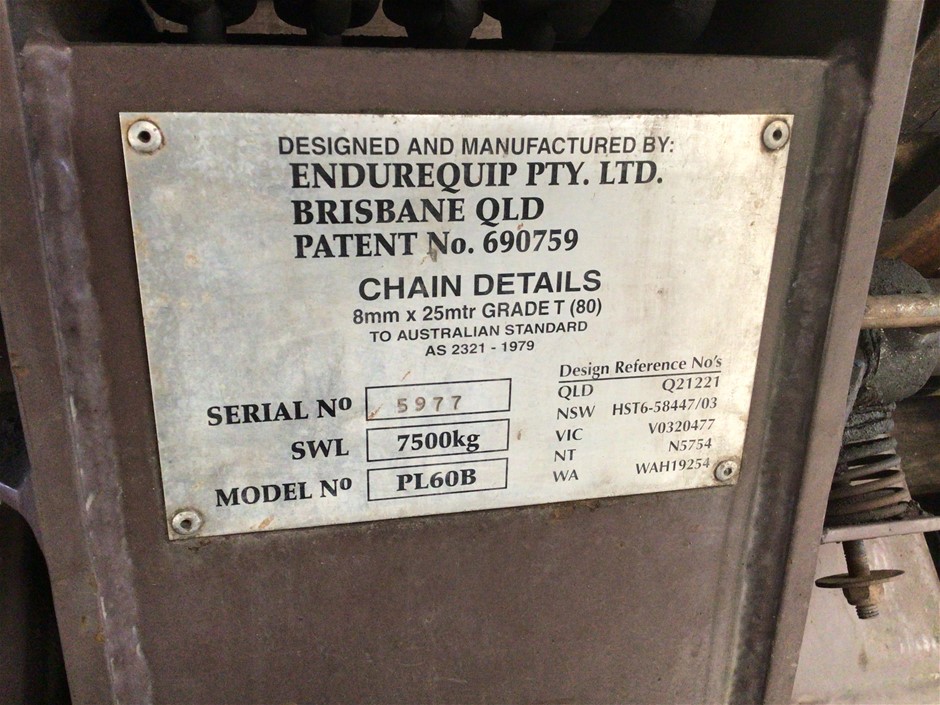 DESIGNED AND MANUFACTURED BY:
ENDUREQUIP PTY. LTD.
BRISBANE QLD
PATENT No. 690759
CHAIN DETAILS
8mm x 25mtr GRADE T (80)
TO AUSTRALIAN STANDARD
AS 2321 - 1979
SERIAL No 5977
SWL 7500kg
MODEL No PL60B
Design Reference No's
QLD Q21221
NSW HST6-58447/03
VIC V0320477
NT N5754
WA WAH19254